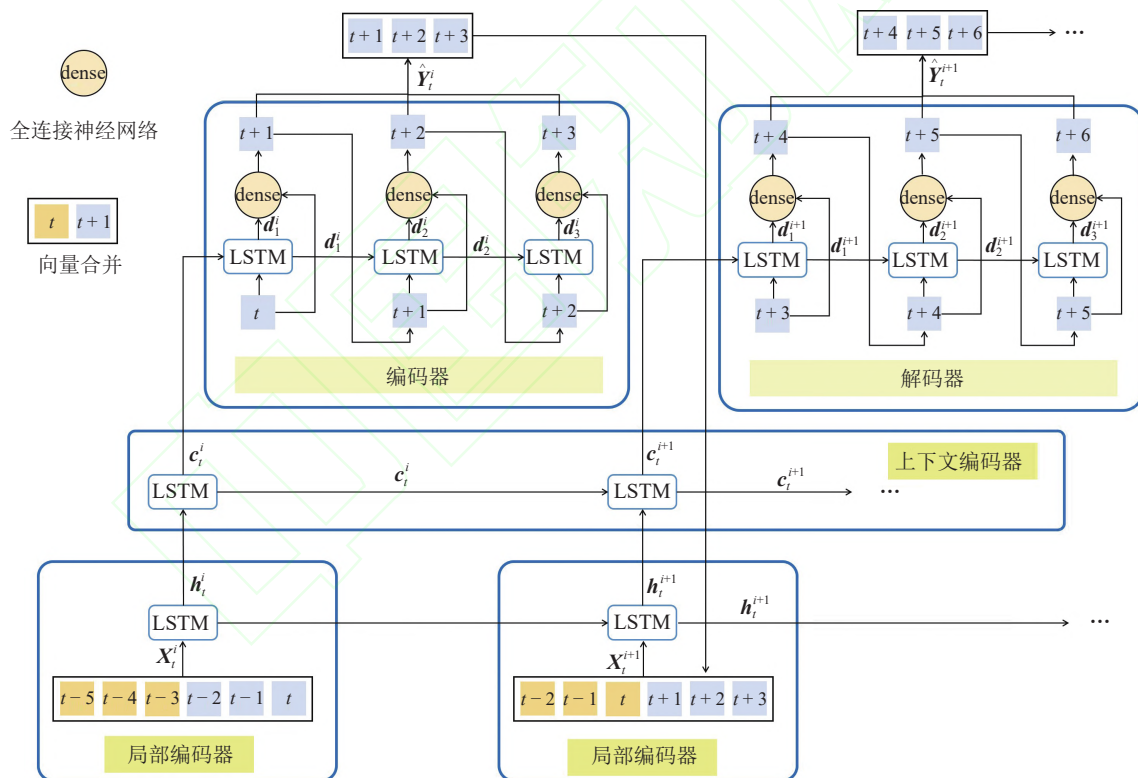 t+1 t+2 t+3
t+4 t+5 t+6 ···
Ŷ_t^i
Ŷ_t^{i+1}
dense
全连接神经网络
t t+1
向量合并
t+1 t+2 t+3
dense dense dense
d_1^i d_2^i d_3^i
LSTM d_1^i LSTM d_2^i LSTM
t t+1 t+2
编码器
t+4 t+5 t+6
dense dense dense
d_1^{i+1} d_2^{i+1} d_3^{i+1}
LSTM d_1^{i+1} LSTM d_2^{i+1} LSTM
t+3 t+4 t+5
解码器
c_t^i c_t^{i+1}
上下文编码器
LSTM c_t^i LSTM c_t^{i+1} ···
h_t^i h_t^{i+1}
LSTM LSTM h_t^{i+1} ···
X_t^i X_t^{i+1}
t−5 t−4 t−3 t−2 t−1 t
局部编码器
t−2 t−1 t t+1 t+2 t+3
局部编码器